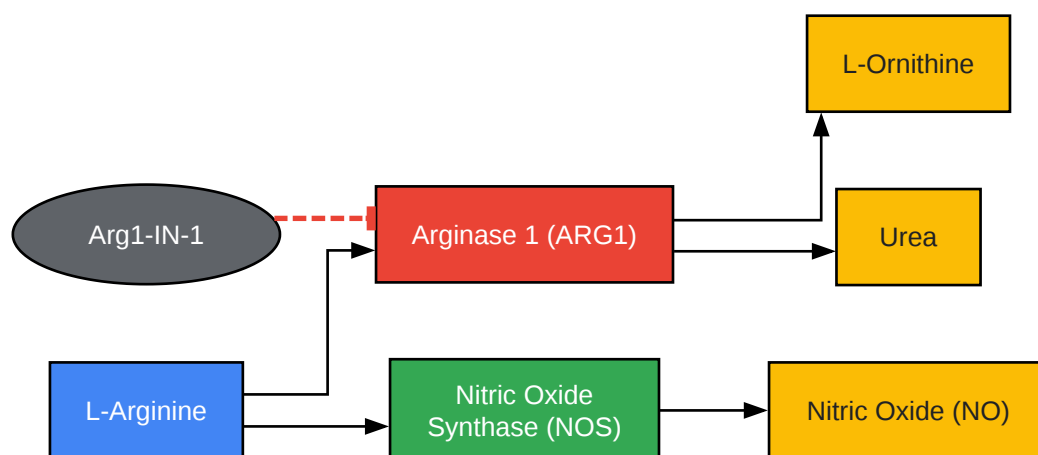 L-Ornithine
Arg1-IN-1
Arginase 1 (ARG1)
Urea
L-Arginine
Nitric Oxide
Synthase (NOS)
Nitric Oxide (NO)